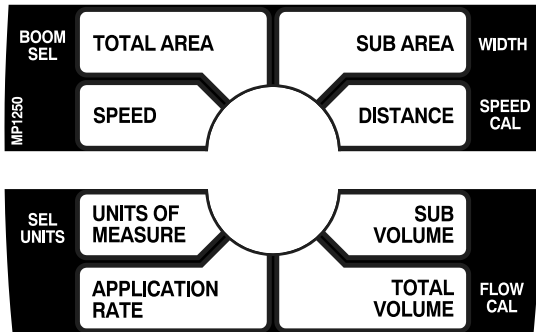 BOOM
SEL
TOTAL AREA
SUB AREA
WIDTH
MP1250
SPEED
DISTANCE
SPEED
CAL
SEL
UNITS
UNITS OF
MEASURE
SUB
VOLUME
APPLICATION
RATE
TOTAL
VOLUME
FLOW
CAL